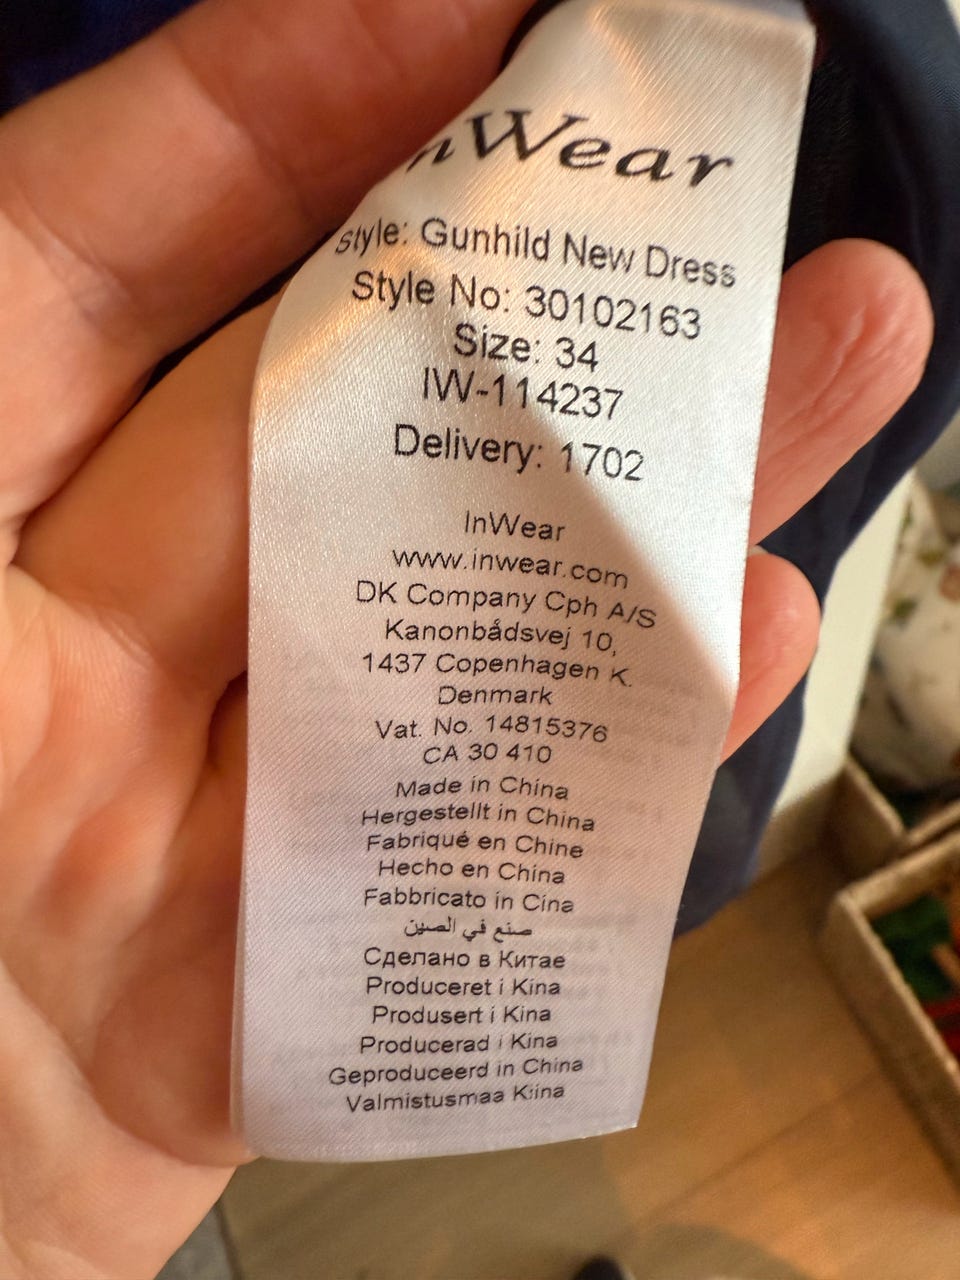 InWear
Style: Gunhild New Dress
Style No: 30102163
Size: 34
IW-114237
Delivery: 1702
InWear
www.inwear.com
DK Company Cph A/S
Kanonbådsvej 10,
1437 Copenhagen K.
Denmark
Vat. No. 14815376
CA 30 410
Made in China
Hergestellt in China
Fabriqué en Chine
Hecho en China
Fabbricato in Cina
صنع في الصين
Сделано в Китае
Produceret i Kina
Produsert i Kina
Producerad i Kina
Geproduceerd in China
Valmistusmaa Kiina